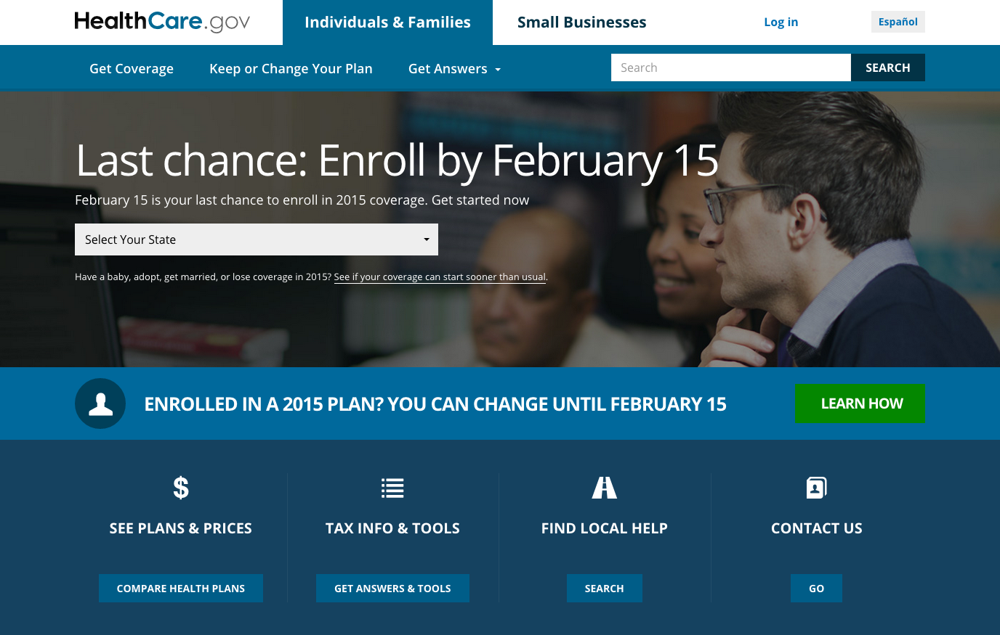 HealthCare.gov
Individuals & Families
Small Businesses
Log in
Español
Get Coverage
Keep or Change Your Plan
Get Answers
Search
SEARCH
Last chance: Enroll by February 15
February 15 is your last chance to enroll in 2015 coverage. Get started now
Select Your State
Have a baby, adopt, get married, or lose coverage in 2015? See if your coverage can start sooner than usual.
ENROLLED IN A 2015 PLAN? YOU CAN CHANGE UNTIL FEBRUARY 15
LEARN HOW
$
SEE PLANS & PRICES
TAX INFO & TOOLS
FIND LOCAL HELP
CONTACT US
COMPARE HEALTH PLANS
GET ANSWERS & TOOLS
SEARCH
GO